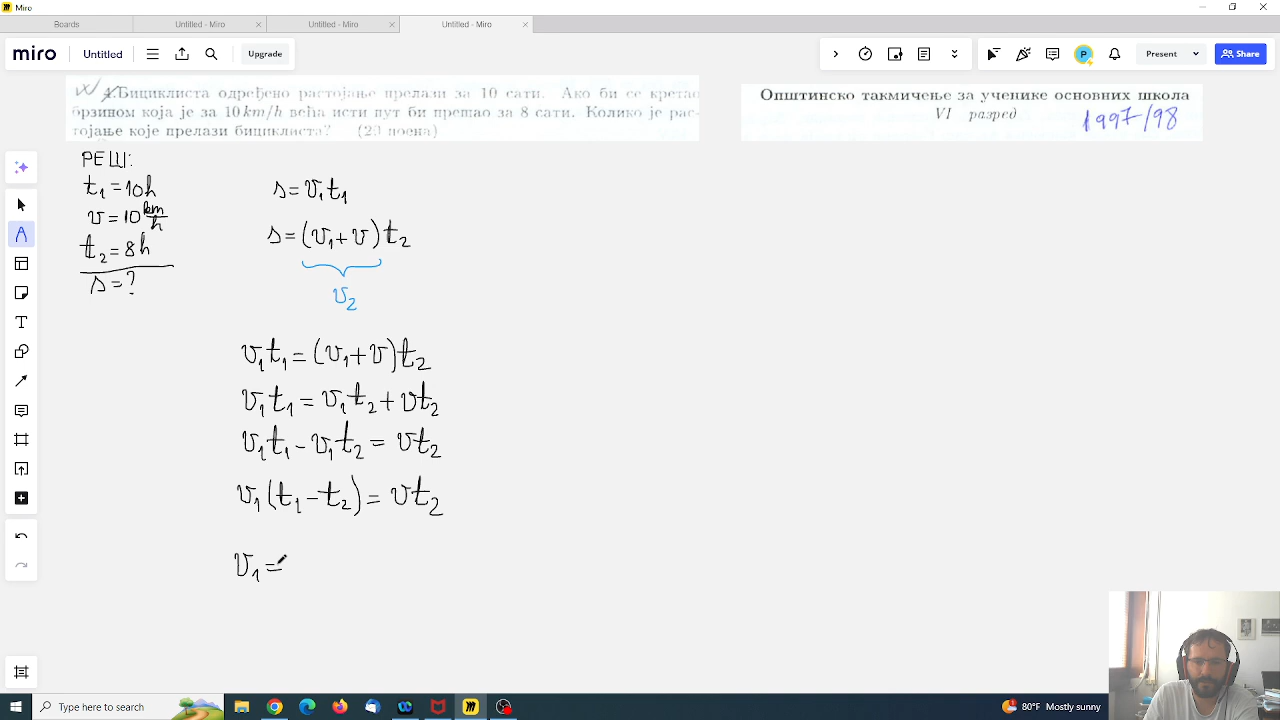 Miro
Boards
Untitled - Miro
Untitled - Miro
Untitled - Miro
miro
Untitled
Upgrade
P
Present
Share
4. Бициклиста одређено растојање прелази за 10 сати. Ако би се кретао
брзином која је за 10 km/h већа исти пут би прешао за 8 сати. Колико је рас-
тојање које прелази бициклиста? (20 поена)
Општинско такмичење за ученике основних школа
VI разред
1997/98
РЕШ:
t₁=10h
v=10 km/h
t₂=8h
s=?
s=v₁t₁
s=(v₁+v)t₂
v₂
v₁t₁=(v₁+v)t₂
v₁t₁=v₁t₂+vt₂
v₁t₁-v₁t₂=vt₂
v₁(t₁-t₂)=vt₂
v₁=
Type here to search
80°F Mostly sunny